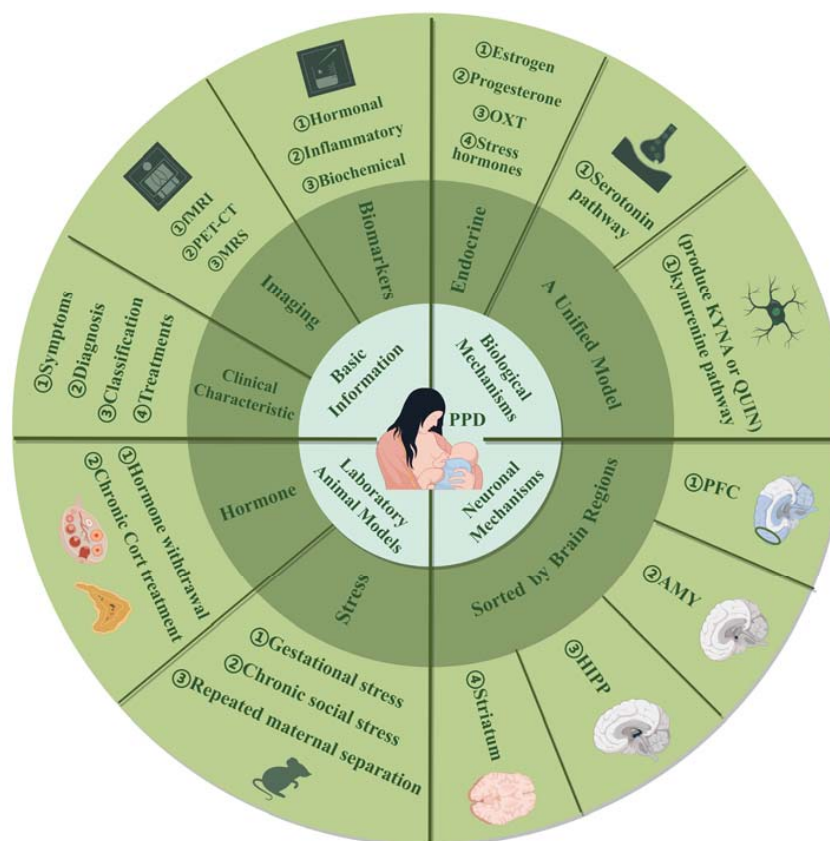 PPD
Basic
Information
Biological
Mechanisms
Neuronal
Mechanisms
Laboratory
Animal Models
Clinical
Characteristic
Imaging
Biomarkers
Endocrine
A Unified Model
Sorted by Brain Regions
Stress
Hormone
①Symptoms
②Diagnosis
③Classification
④Treatments
①fMRI
②PET-CT
③MRS
①Hormonal
②Inflammatory
③Biochemical
①Estrogen
②Progesterone
③OXT
④Stress
hormones
①Serotonin
pathway
(produce KYNA or QUIN)
①kynurenine pathway
①PFC
②AMY
③HIPP
④Striatum
①Gestational stress
②Chronic social stress
③Repeated maternal separation
①Hormone withdrawal
②Chronic Cort treatment